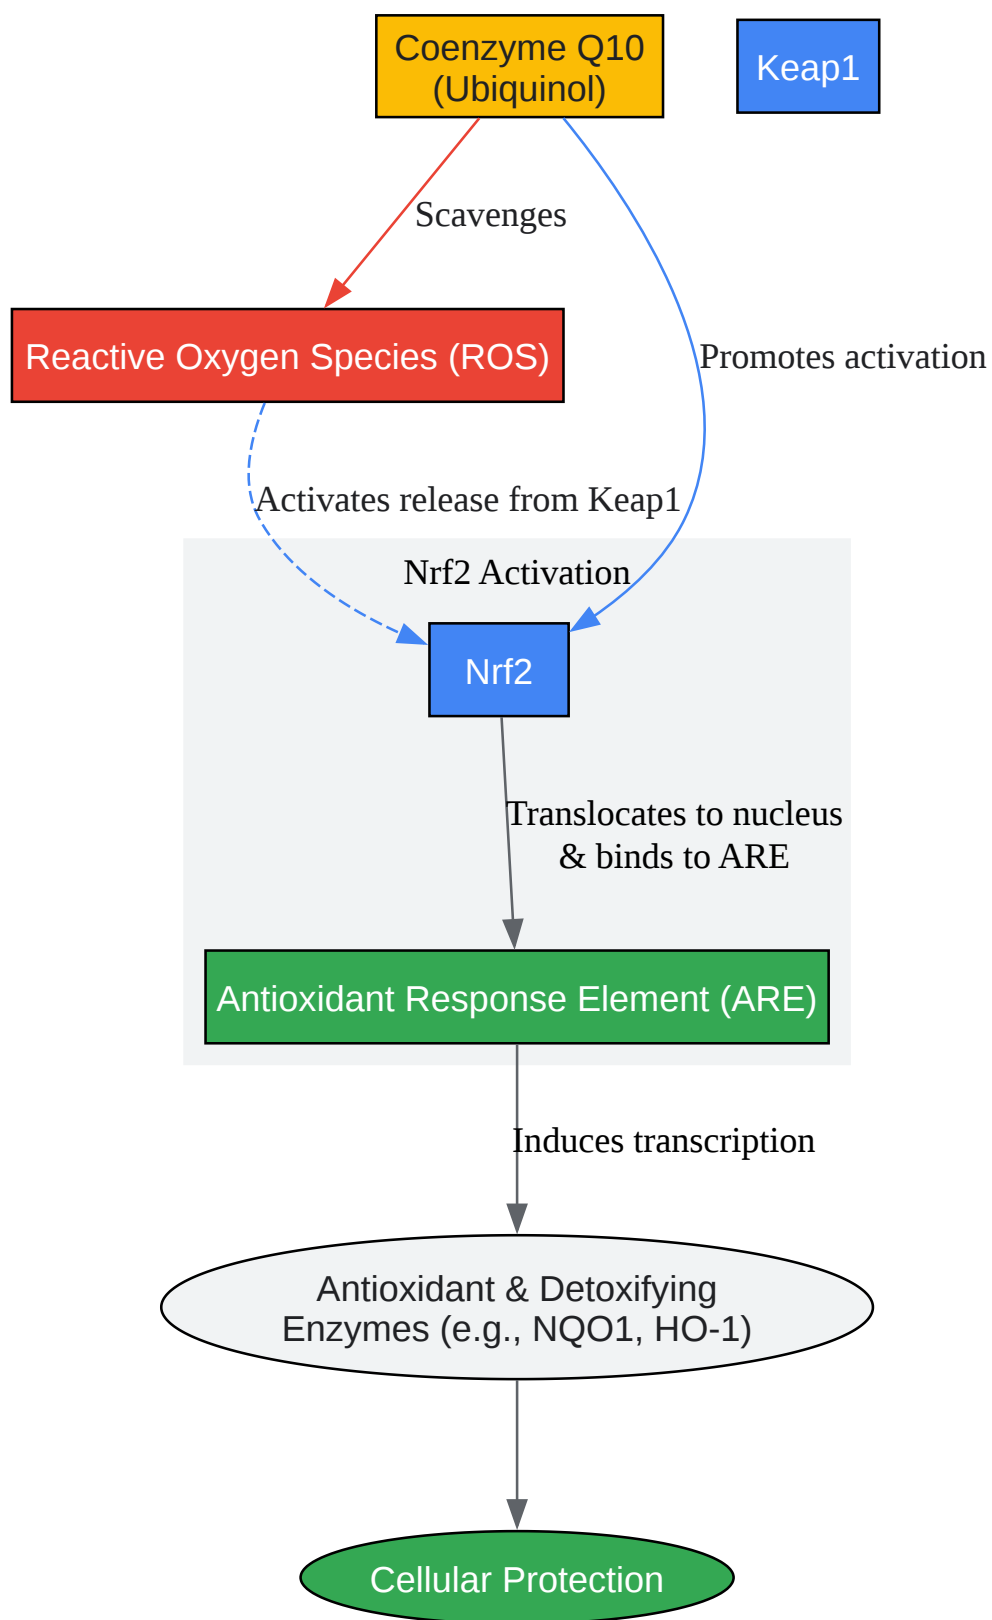 Coenzyme Q10
(Ubiquinol)
Keap1
Scavenges
Reactive Oxygen Species (ROS)
Promotes activation
Activates release from Keap1
Nrf2 Activation
Nrf2
Translocates to nucleus
& binds to ARE
Antioxidant Response Element (ARE)
Induces transcription
Antioxidant & Detoxifying
Enzymes (e.g., NQO1, HO-1)
Cellular Protection